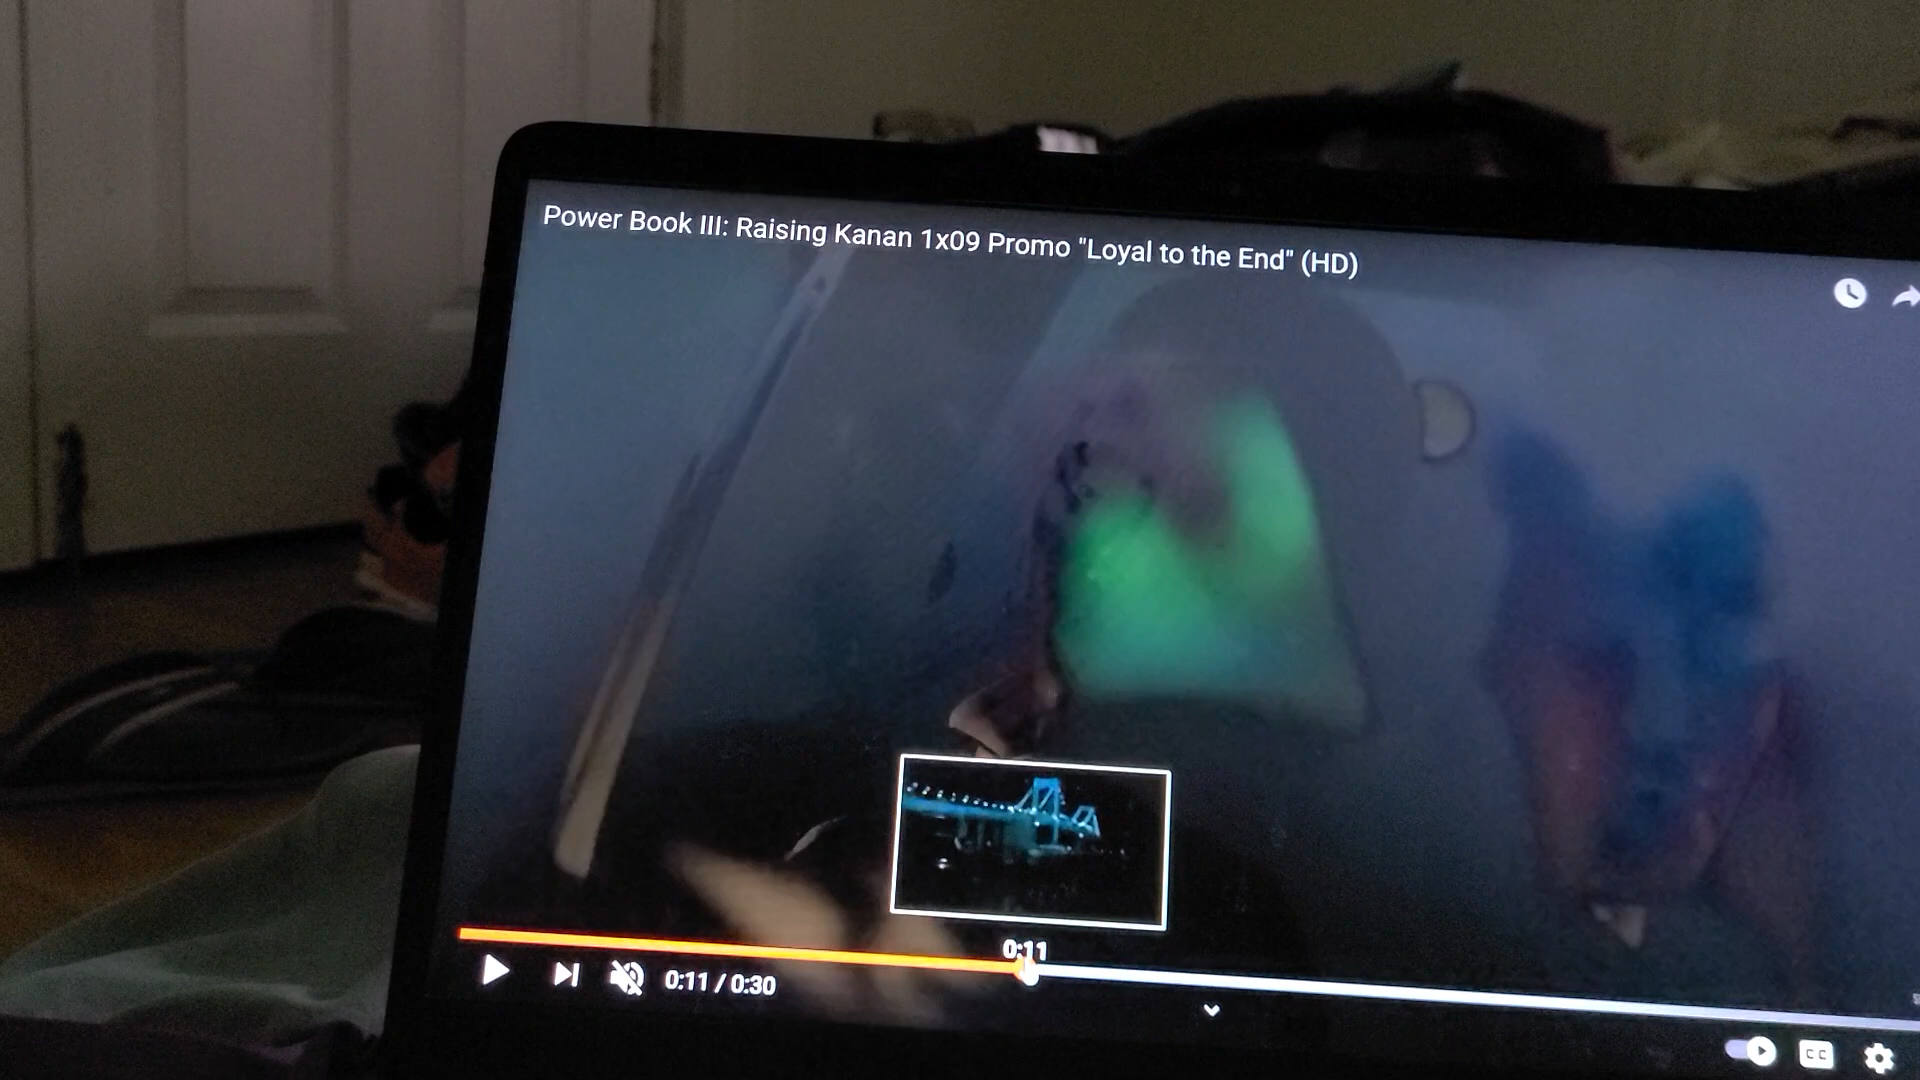 Power Book III: Raising Kanan 1x09 Promo "Loyal to the End" (HD)
0:11
0:11 / 0:30
CC